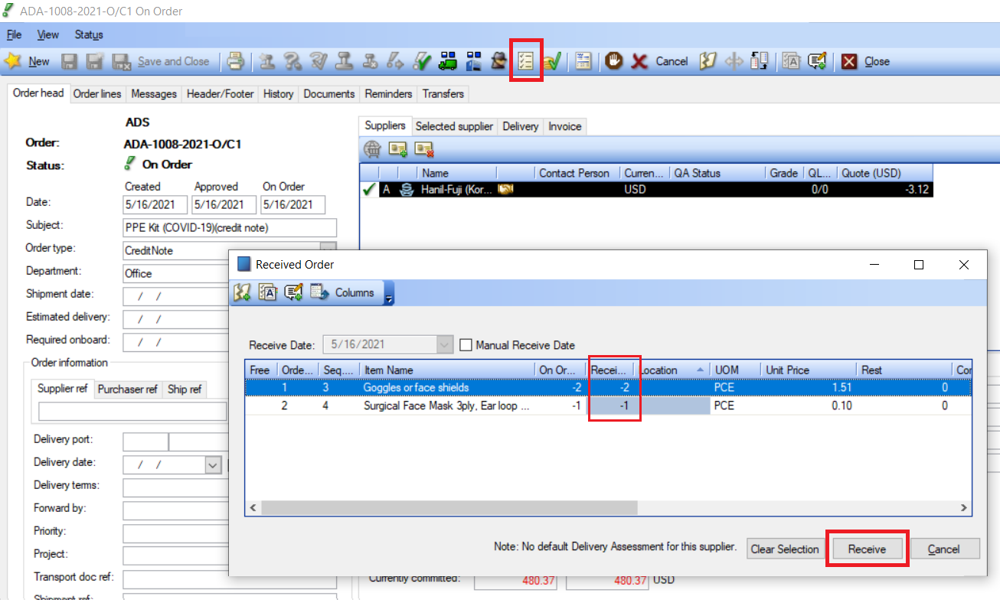 ADA-1008-2021-O/C1 On Order
File View Status
New Save and Close Cancel Close
Order head Order lines Messages Header/Footer History Documents Reminders Transfers
ADS
Order: ADA-1008-2021-O/C1
Status: On Order
Created Approved On Order
Date: 5/16/2021 5/16/2021 5/16/2021
Subject: PPE Kit (COVID-19)(credit note)
Order type: CreditNote
Department: Office
Shipment date: / /
Estimated delivery: / /
Required onboard: / /
Order information
Supplier ref Purchaser ref Ship ref
Delivery port:
Delivery date: / /
Delivery terms:
Forward by:
Priority:
Project:
Transport doc ref:
Shipment ref:
Suppliers Selected supplier Delivery Invoice
Name Contact Person Curren... QA Status Grade QL... Quote (USD)
A Hanil-Fuji (Kor... USD 0/0 -3.12
Received Order
Columns
Receive Date: 5/16/2021 Manual Receive Date
Free Orde... Seq.... Item Name On Or... Recei... Location UOM Unit Price Rest Cor
1 3 Goggles or face shields -2 -2 PCE 1.51 0
2 4 Surgical Face Mask 3ply, Ear loop ... -1 -1 PCE 0.10 0
Note: No default Delivery Assessment for this supplier. Clear Selection Receive Cancel
Currently committed: 480.37 480.37 USD